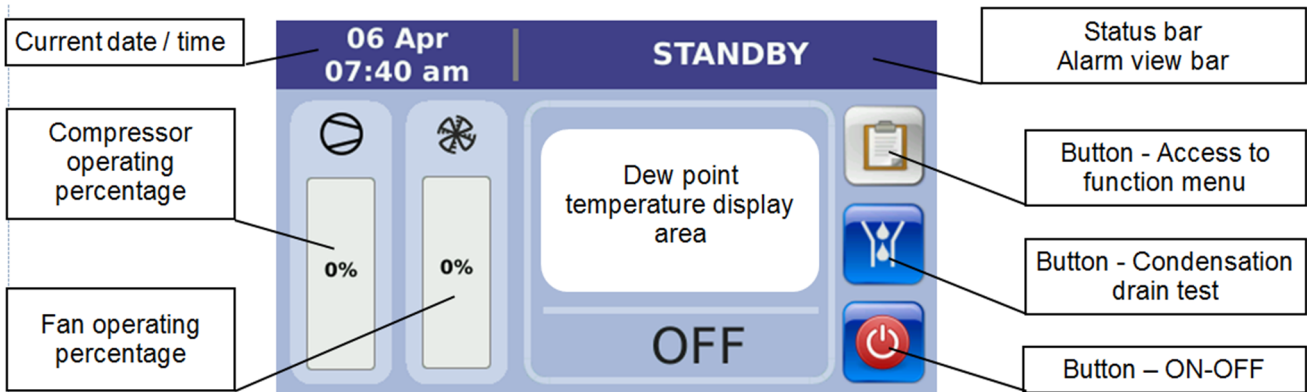 Current date / time
06 Apr
07:40 am
STANDBY
Status bar
Alarm view bar
Compressor
operating
percentage
Dew point
temperature display
area
Button - Access to
function menu
0%
0%
Button - Condensation
drain test
Fan operating
percentage
OFF
Button – ON-OFF